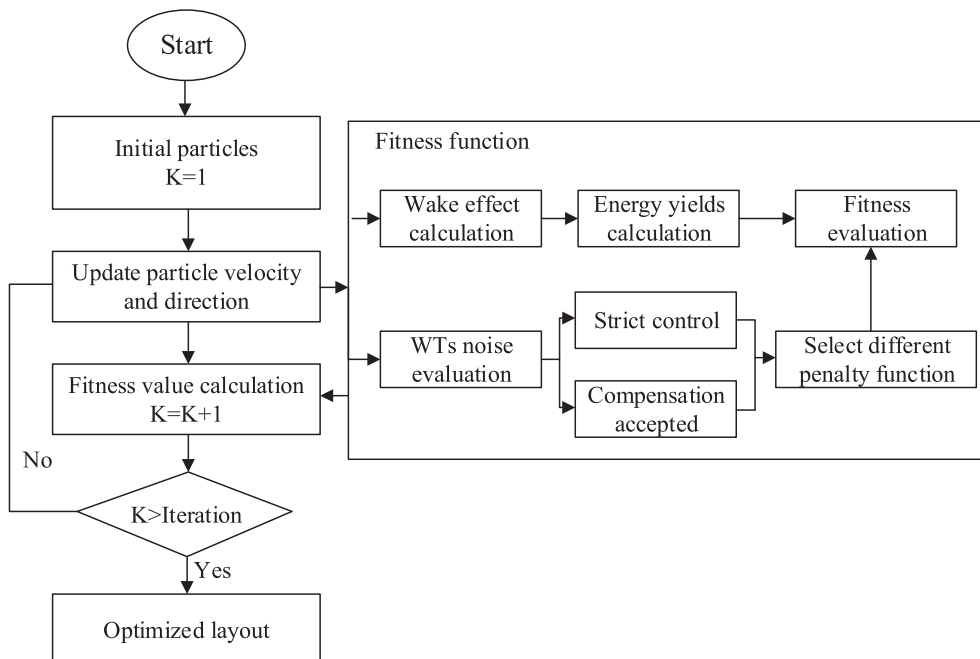 Start
Initial particles
K=1
Update particle velocity
and direction
Fitness value calculation
K=K+1
No
K>Iteration
Yes
Optimized layout
Fitness function
Wake effect
calculation
Energy yields
calculation
Fitness
evaluation
WTs noise
evaluation
Strict control
Compensation
accepted
Select different
penalty function